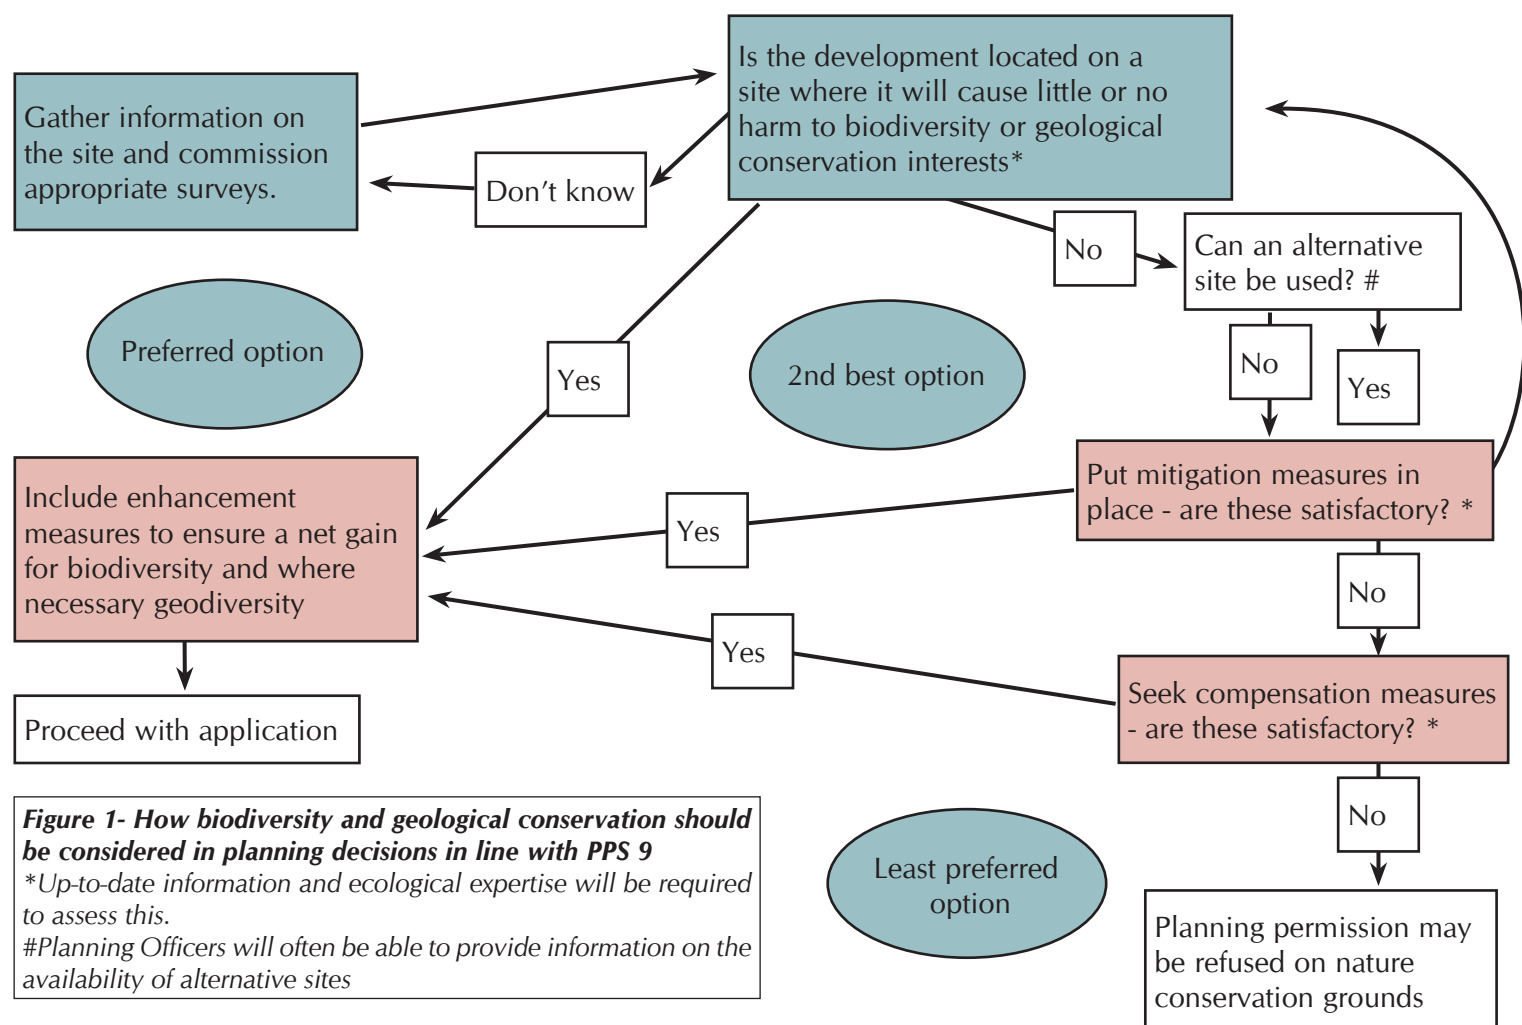 Is the development located on a
site where it will cause little or no
harm to biodiversity or geological
conservation interests*
Gather information on
the site and commission
appropriate surveys.
Don't know
No
Can an alternative
site be used? #
Preferred option
Yes
2nd best option
No
Yes
Include enhancement
measures to ensure a net gain
for biodiversity and where
necessary geodiversity
Put mitigation measures in
place - are these satisfactory? *
Yes
No
Yes
Seek compensation measures
- are these satisfactory? *
Proceed with application
No
Figure 1- How biodiversity and geological conservation should
be considered in planning decisions in line with PPS 9
*Up-to-date information and ecological expertise will be required
to assess this.
#Planning Officers will often be able to provide information on the
availability of alternative sites
Least preferred
option
Planning permission may
be refused on nature
conservation grounds